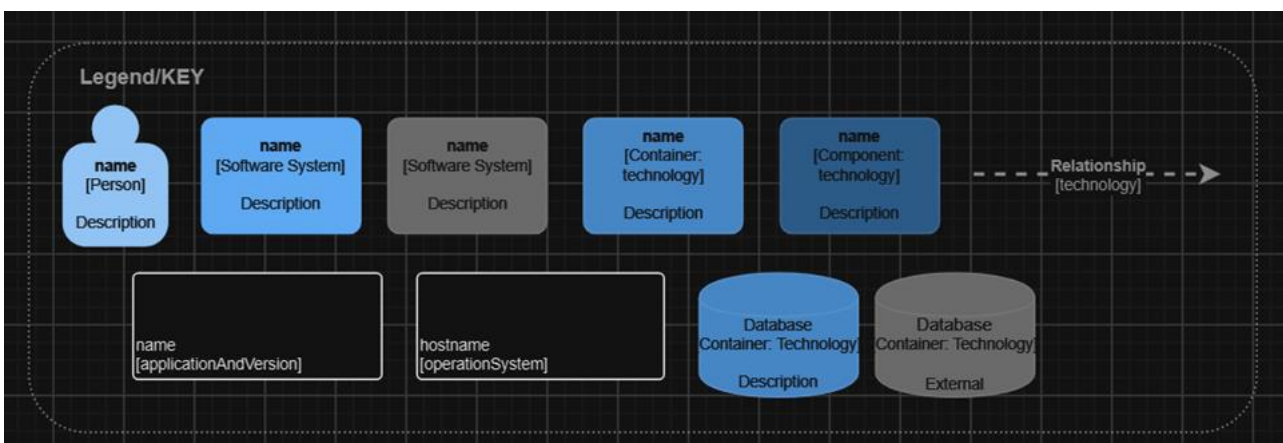 Legend/KEY
name
[Person]
Description
name
[Software System]
Description
name
[Software System]
Description
name
[Container:
technology]
Description
name
[Component:
technology]
Description
Relationship
[technology]
name
[applicationAndVersion]
hostname
[operationSystem]
Database
Container: Technology]
Description
Database
Container: Technology]
External